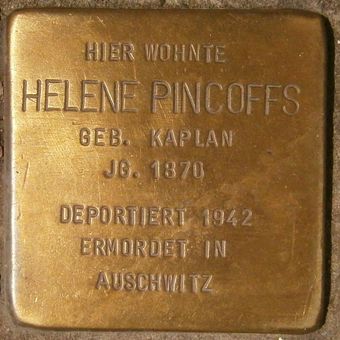 HIER WOHNTE
HELENE PINCOFFS
GEB. KAPLAN
JG. 1870
DEPORTIERT 1942
ERMORDET IN
AUSCHWITZ